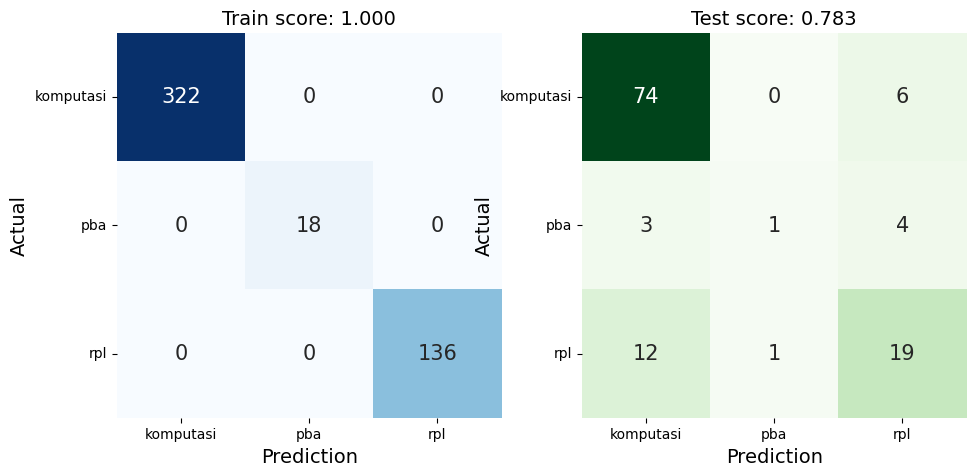 Train score: 1.000
Actual
komputasi 322 0 0
pba 0 18 0
rpl 0 0 136
komputasi pba rpl
Prediction
Test score: 0.783
Actual
komputasi 74 0 6
pba 3 1 4
rpl 12 1 19
komputasi pba rpl
Prediction